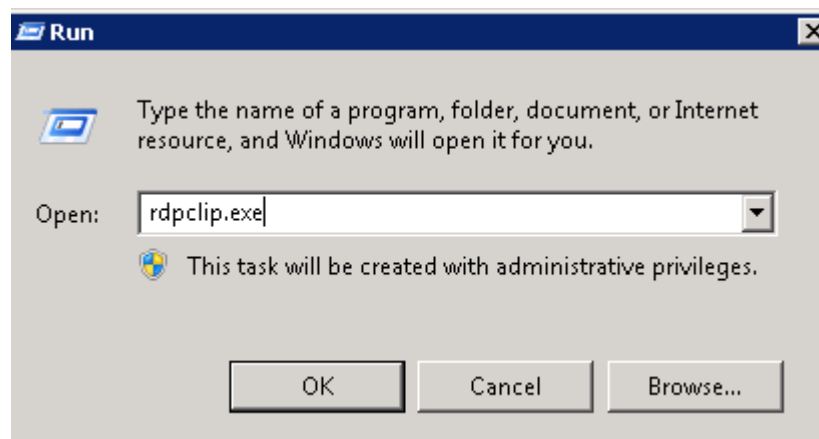 Run
Type the name of a program, folder, document, or Internet
resource, and Windows will open it for you.
Open: rdpclip.exe
This task will be created with administrative privileges.
OK Cancel Browse...